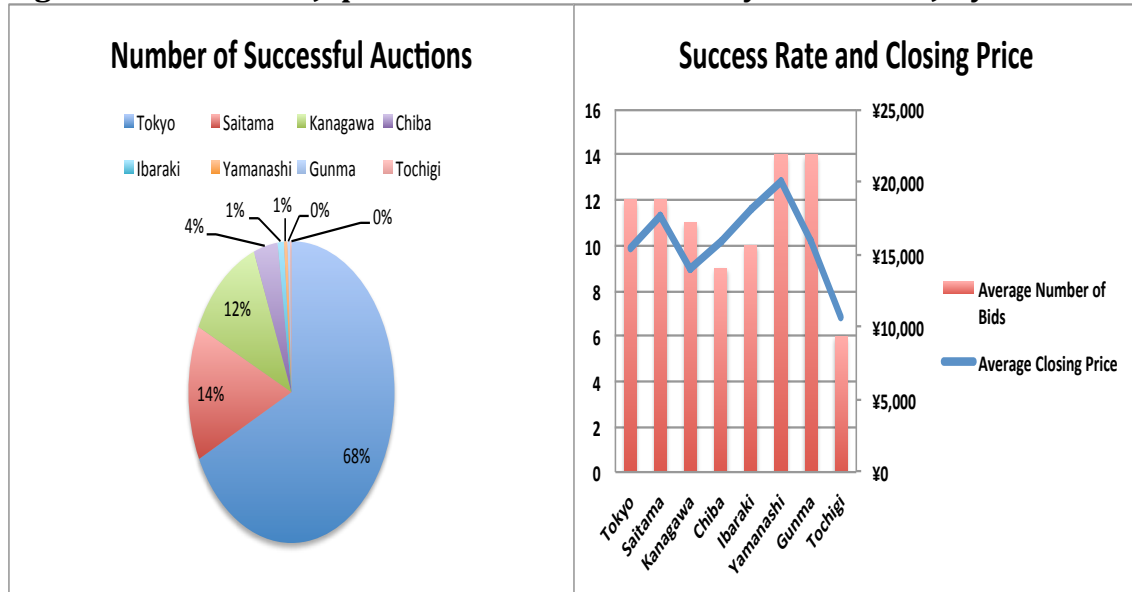 Number of Successful Auctions
Tokyo Saitama Kanagawa Chiba
Ibaraki Yamanashi Gunma Tochigi
4% 1% 1% 0% 0%
12%
14%
68%
Success Rate and Closing Price
16 ¥25,000
14
12 ¥20,000
10 ¥15,000
8
6 ¥10,000
4 ¥5,000
2
0 ¥0
Tokyo Saitama Kanagawa Chiba Ibaraki Yamanashi Gunma Tochigi
Average Number of
Bids
Average Closing Price